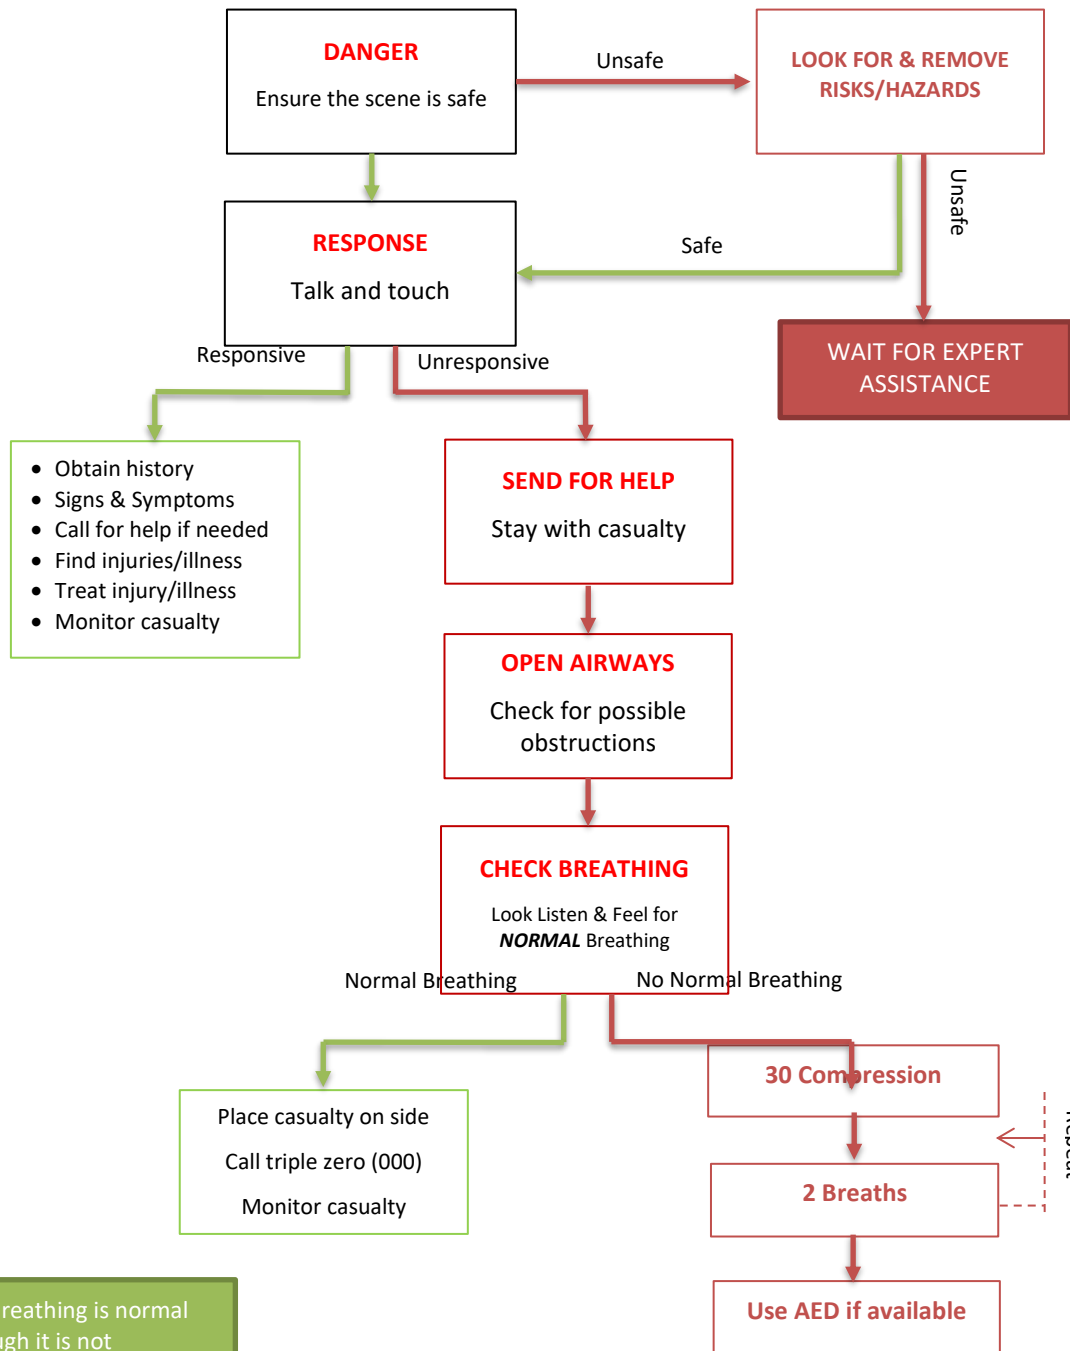 DANGER
Ensure the scene is safe
Unsafe
LOOK FOR & REMOVE
RISKS/HAZARDS
Unsafe
RESPONSE
Talk and touch
Safe
WAIT FOR EXPERT
ASSISTANCE
Responsive
Unresponsive
• Obtain history
• Signs & Symptoms
• Call for help if needed
• Find injuries/illness
• Treat injury/illness
• Monitor casualty
SEND FOR HELP
Stay with casualty
OPEN AIRWAYS
Check for possible
obstructions
CHECK BREATHING
Look Listen & Feel for
NORMAL Breathing
Normal Breathing
No Normal Breathing
Place casualty on side
Call triple zero (000)
Monitor casualty
30 Compression
Repeat
2 Breaths
Use AED if available
reathing is normal
ugh it is not